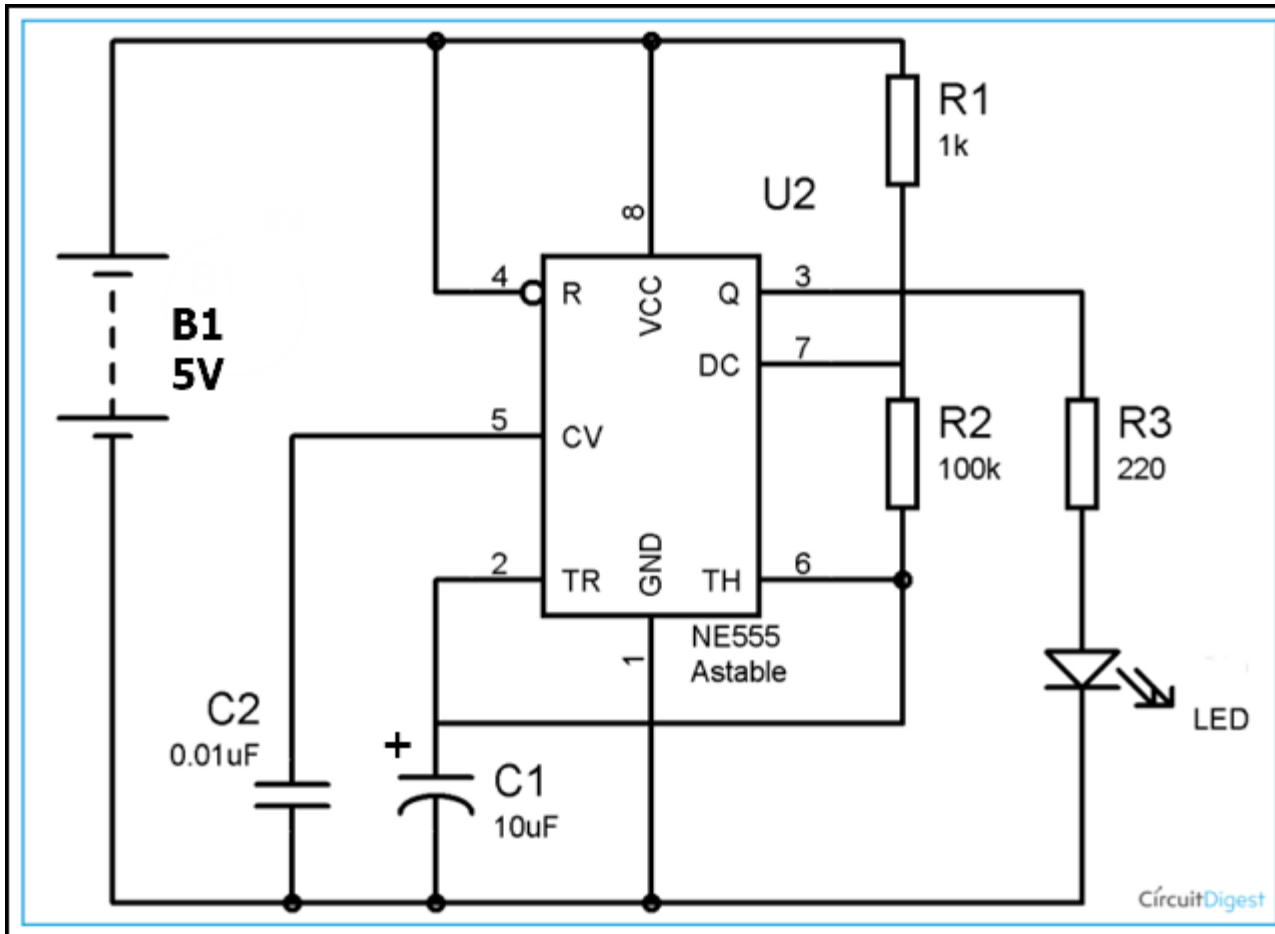 R1
1k
U2
8
4
R
VCC
Q
3
B1
5V
DC
7
5
CV
R2
100k
R3
220
2
TR
GND
TH
6
1
NE555
Astable
C2
0.01uF
+
C1
10uF
LED
CírcuitDigest